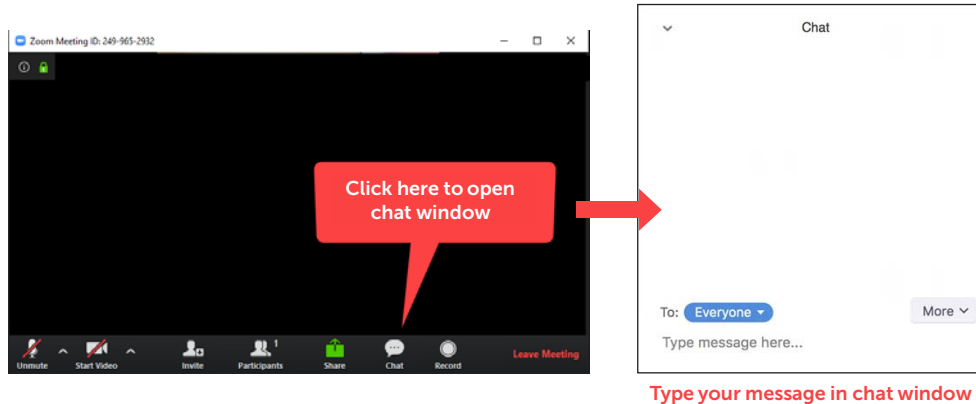 Zoom Meeting ID: 249-965-2932
Click here to open
chat window
Unmute
Start Video
Invite
Participants
1
Share
Chat
Record
Leave Meeting
Chat
To: Everyone
More
Type message here...
Type your message in chat window